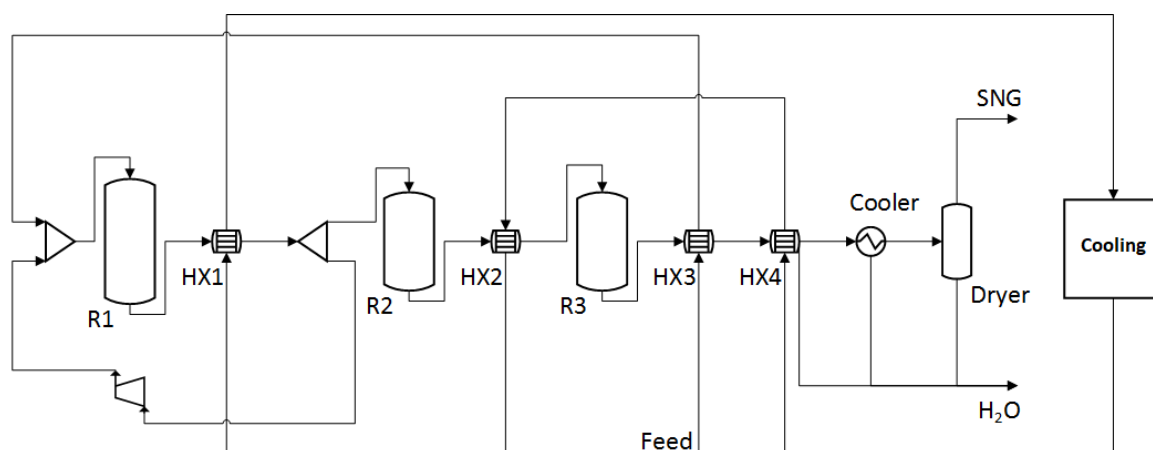 SNG
Cooler
Cooling
HX1
HX2
HX3
HX4
Dryer
R1
R2
R3
H₂O
Feed